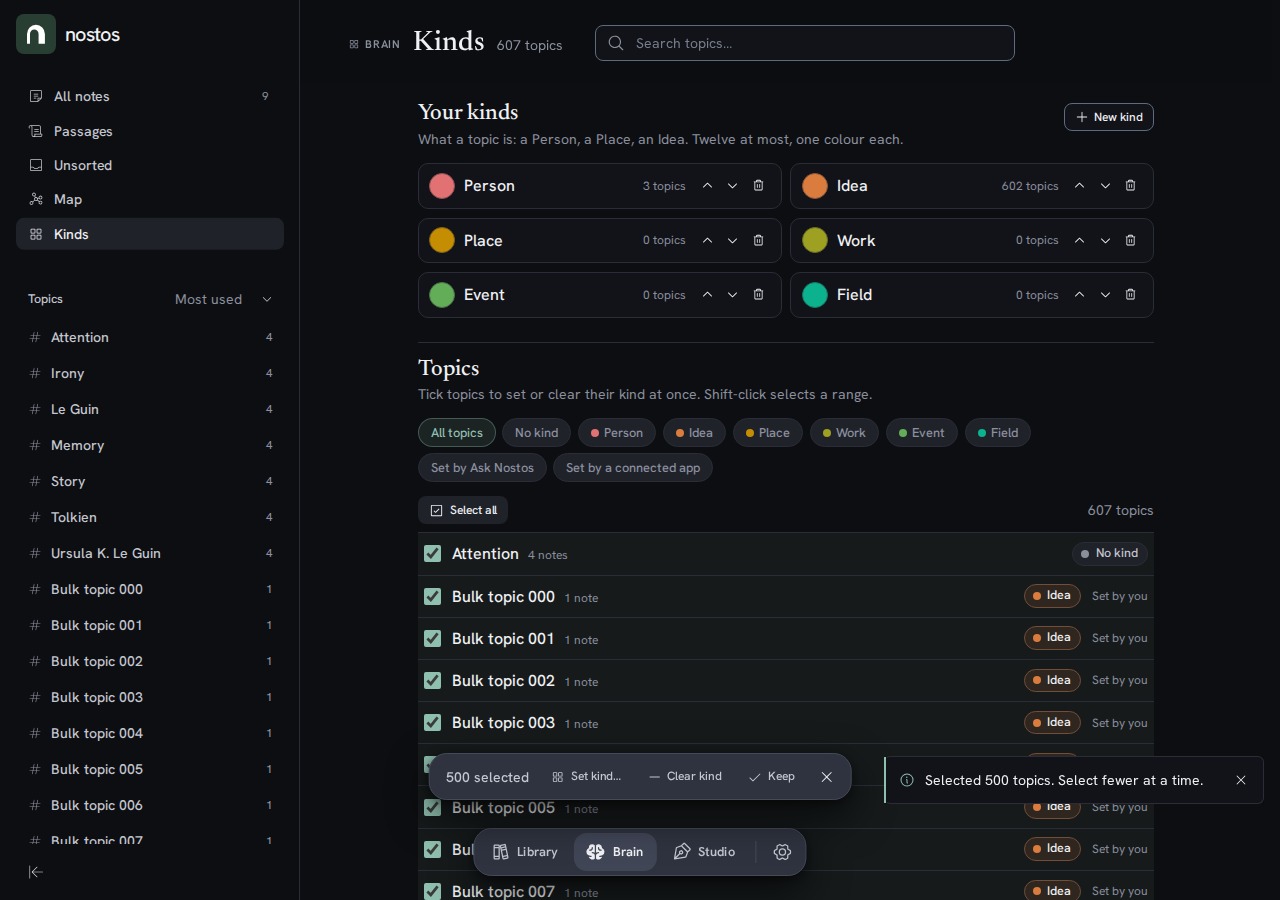 nostos
All notes 9
Passages
Unsorted
Map
Kinds
Topics Most used
Attention 4
Irony 4
Le Guin 4
Memory 4
Story 4
Tolkien 4
Ursula K. Le Guin 4
Bulk topic 000 1
Bulk topic 001 1
Bulk topic 002 1
Bulk topic 003 1
Bulk topic 004 1
Bulk topic 005 1
Bulk topic 006 1
Bulk topic 007 1
BRAIN Kinds 607 topics Search topics...
Your kinds
What a topic is: a Person, a Place, an Idea. Twelve at most, one colour each.
New kind
Person 3 topics
Idea 602 topics
Place 0 topics
Work 0 topics
Event 0 topics
Field 0 topics
Topics
Tick topics to set or clear their kind at once. Shift-click selects a range.
All topics No kind Person Idea Place Work Event Field
Set by Ask Nostos Set by a connected app
Select all 607 topics
Attention 4 notes No kind
Bulk topic 000 1 note Idea Set by you
Bulk topic 001 1 note Idea Set by you
Bulk topic 002 1 note Idea Set by you
Bulk topic 003 1 note Idea Set by you
500 selected Set kind... Clear kind Keep
Selected 500 topics. Select fewer at a time.
Bulk topic 005 1 note Idea Set by you
Idea Set by you
Library Brain Studio
Bulk topic 007 1 note Idea Set by you